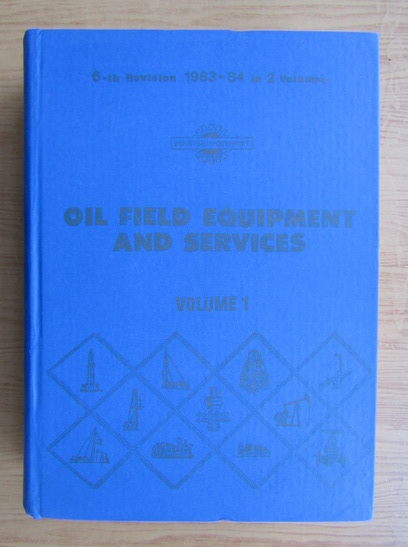 6-th Revision 1983-84 in 2 volumes
OIL FIELD EQUIPMENT
AND SERVICES
VOLUME 1